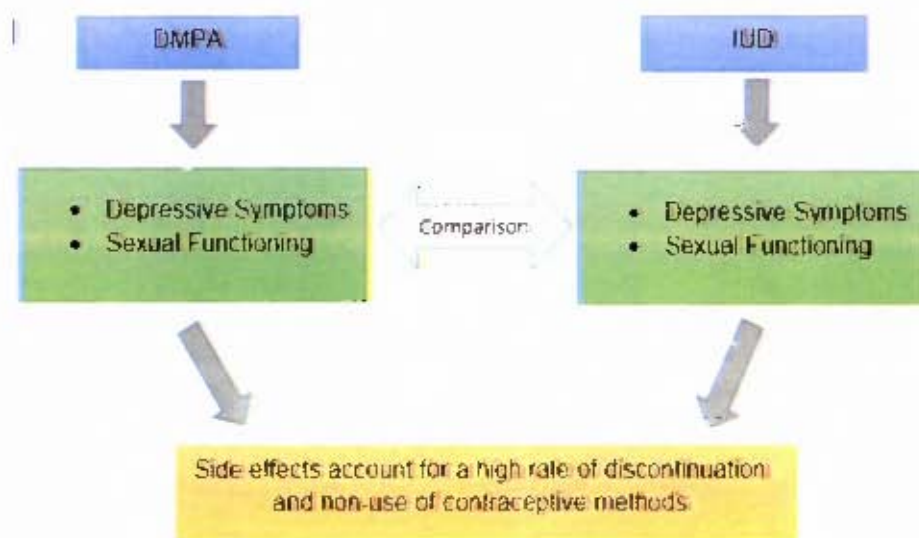 DMPA
IUD
• Depressive Symptoms
• Sexual Functioning
Comparison
• Depressive Symptoms
• Sexual Functioning
Side effects account for a high rate of discontinuation
and non-use of contraceptive methods